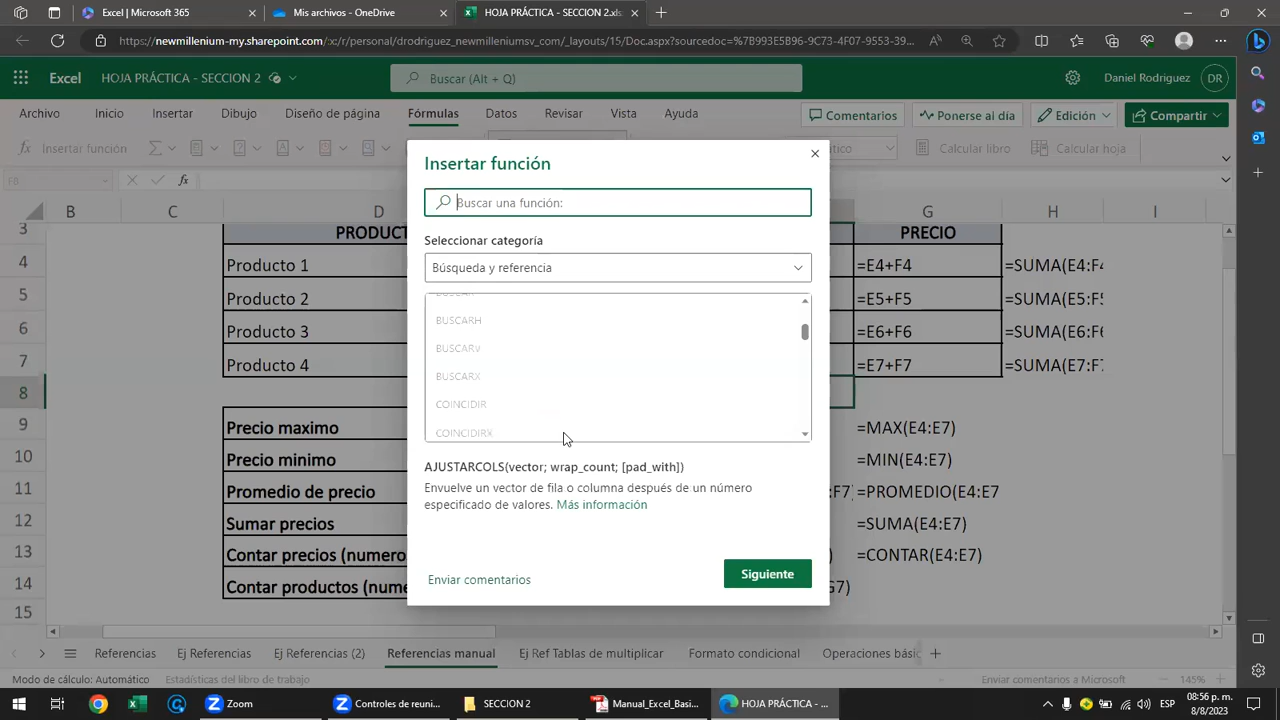 Excel | Microsoft 365
Mis archivos - OneDrive
HOJA PRÁCTICA - SECCION 2.xls
https://newmillenium-my.sharepoint.com/:x:/r/personal/drodriguez_newmilleniumsv_com/_layouts/15/Doc.aspx?sourcedoc=%7B993E5B96-9C73-4F07-9553-39...
Excel HOJA PRÁCTICA - SECCION 2 Buscar (Alt + Q) Daniel Rodriguez DR
Archivo Inicio Insertar Dibujo Diseño de página Fórmulas Datos Revisar Vista Ayuda Comentarios Ponerse al día Edición Compartir
Insertar función Calcular libro Calcular hoja
F8 fx
B C D G H I
Insertar función
Buscar una función:
Seleccionar categoría
Búsqueda y referencia
BUSCAR
BUSCARH
BUSCARV
BUSCARX
COINCIDIR
COINCIDIRX
AJUSTARCOLS(vector; wrap_count; [pad_with])
Envuelve un vector de fila o columna después de un número
especificado de valores. Más información
Enviar comentarios Siguiente
3 PRODUCT PRECIO
4 Producto 1 =E4+F4 =SUMA(E4:F4
5 Producto 2 =E5+F5 =SUMA(E5:F5
6 Producto 3 =E6+F6 =SUMA(E6:F6
7 Producto 4 =E7+F7 =SUMA(E7:F7
8
9 Precio maximo =MAX(E4:E7)
10 Precio minimo =MIN(E4:E7)
11 Promedio de precio :F7) =PROMEDIO(E4:E7
12 Sumar precios =SUMA(E4:E7)
13 Contar precios (numero ) =CONTAR(E4:E7)
14 Contar productos (nume G7)
15
Referencias Ej Referencias Ej Referencias (2) Referencias manual Ej Ref Tablas de multiplicar Formato condicional Operaciones básic
Modo de cálculo: Automático Estadísticas del libro de trabajo Enviar comentarios a Microsoft 145%
Zoom Controles de reuni... SECCION 2 Manual_Excel_Basi... HOJA PRÁCTICA - ... ESP 08:56 p. m.
8/8/2023